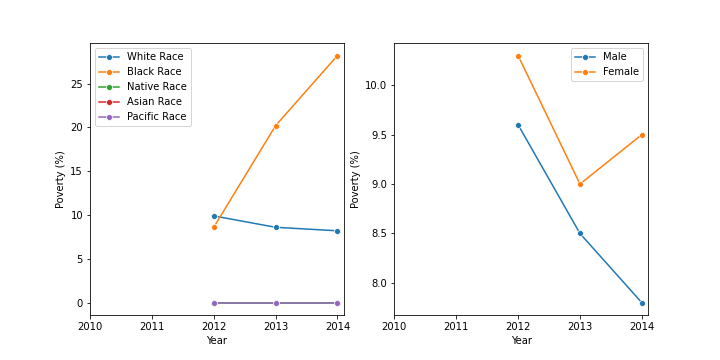 White Race
Black Race
Native Race
Asian Race
Pacific Race
Poverty (%)
25
20
15
10
5
0
2010 2011 2012 2013 2014
Year
Male
Female
Poverty (%)
10.0
9.5
9.0
8.5
8.0
2010 2011 2012 2013 2014
Year